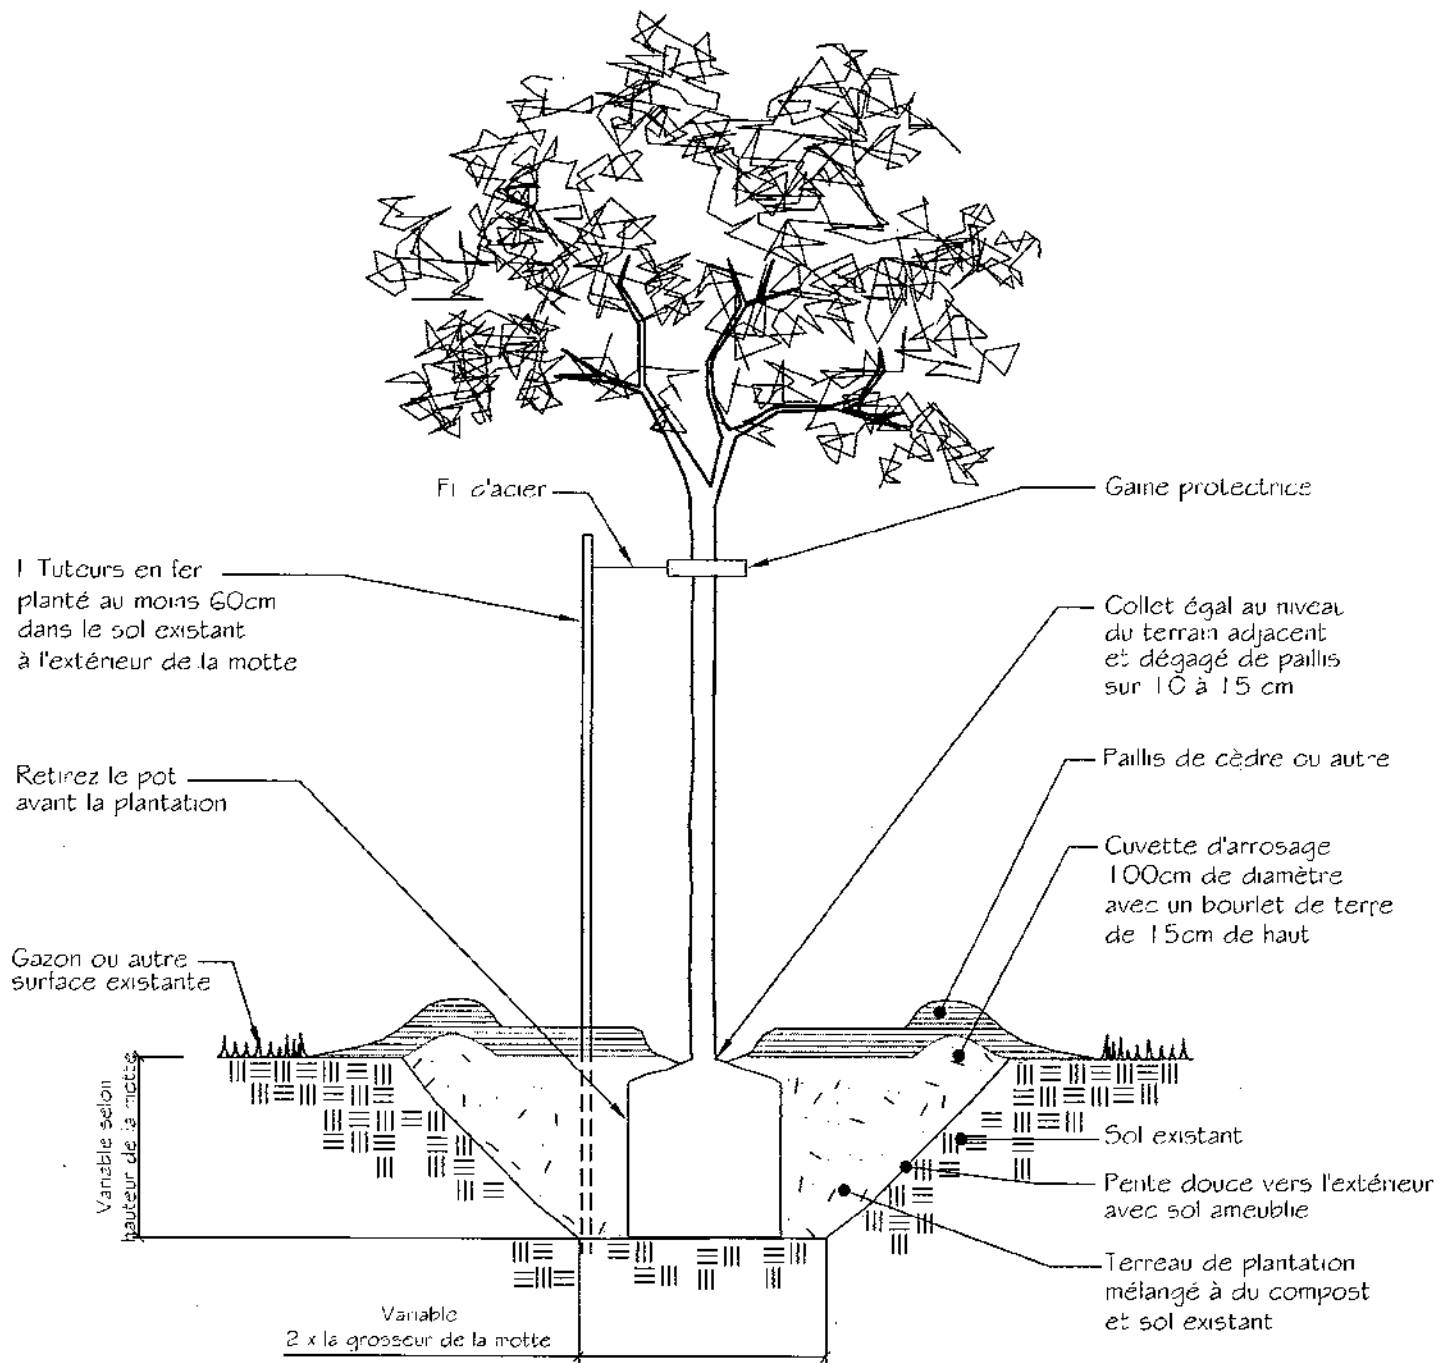 Fil d'acier
Gaine protectrice
1 Tuteurs en fer
planté au moins 60cm
dans le sol existant
à l'extérieur de la motte
Collet égal au niveau
du terrain adjacent
et dégagé de paillis
sur 10 à 15 cm
Retirez le pot
avant la plantation
Paillis de cèdre ou autre
Cuvette d'arrosage
100cm de diamètre
avec un bourlet de terre
de 15cm de haut
Gazon ou autre
surface existante
Variable selon
hauteur de la motte
Sol existant
Pente douce vers l'extérieur
avec sol ameublie
Terreau de plantation
mélangé à du compost
et sol existant
Variable
2 x la grosseur de la motte